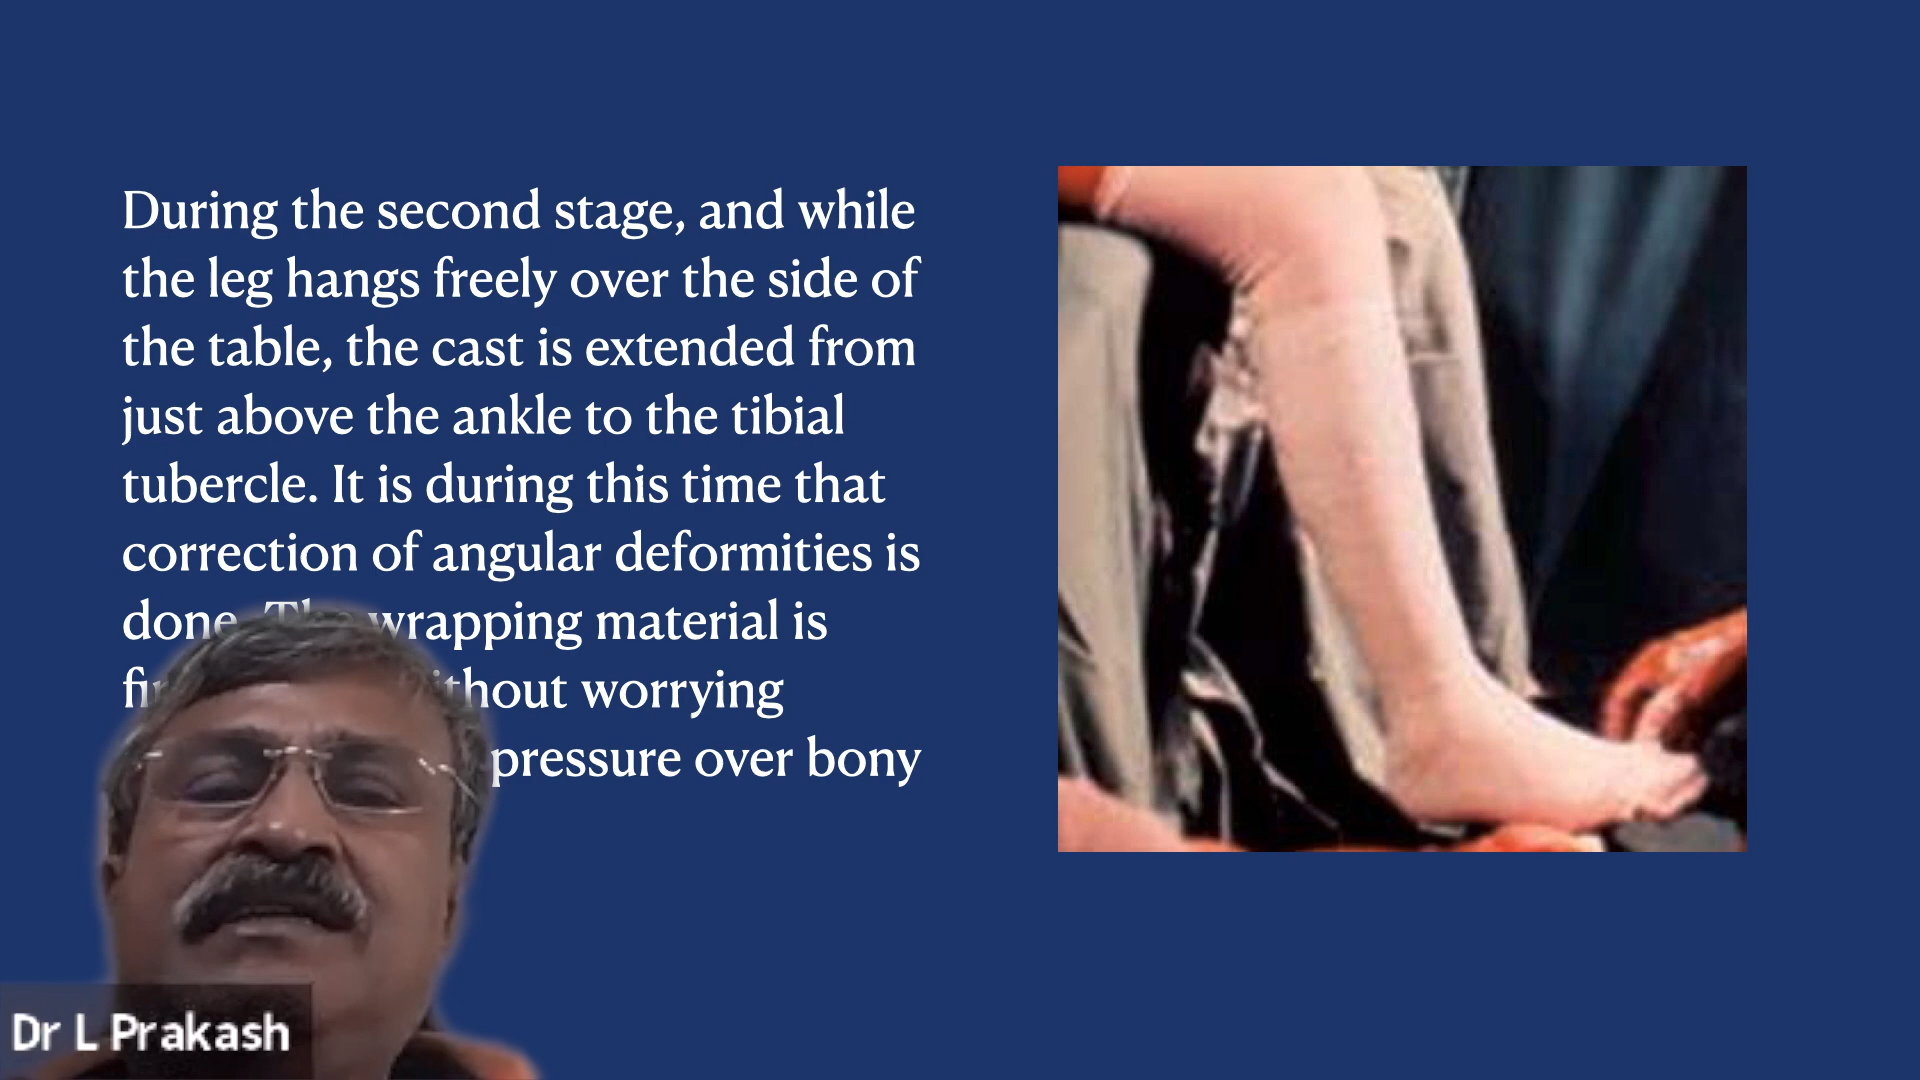 During the second stage, and while
the leg hangs freely over the side of
the table, the cast is extended from
just above the ankle to the tibial
tubercle. It is during this time that
correction of angular deformities is
done. The wrapping material is
without worrying
pressure over bony
Dr L Prakash